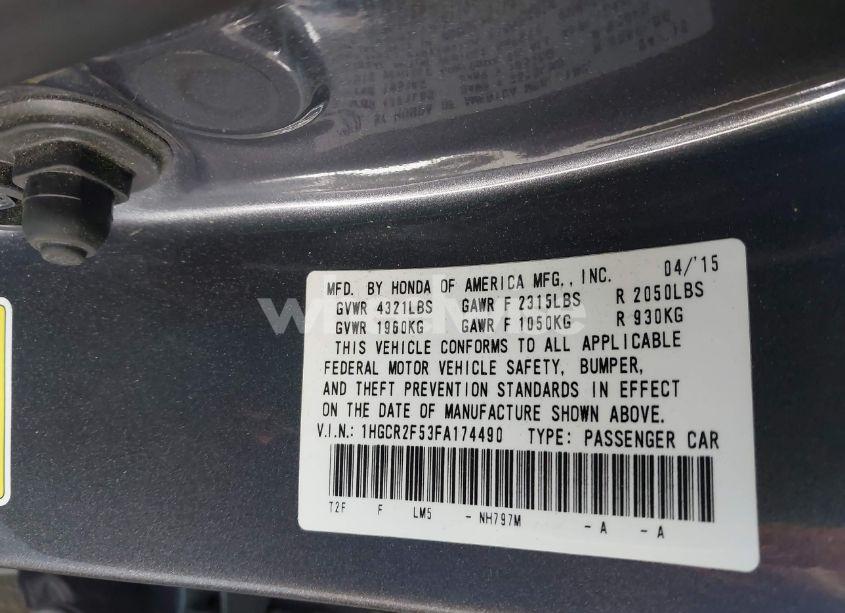 MFD. BY HONDA OF AMERICA MFG., INC. 04/'15
GVWR 4321LBS GAWR F 2315LBS R 2050LBS
GVWR 1960KG GAWR F 1050KG R 930KG
THIS VEHICLE CONFORMS TO ALL APPLICABLE
FEDERAL MOTOR VEHICLE SAFETY, BUMPER,
AND THEFT PREVENTION STANDARDS IN EFFECT
ON THE DATE OF MANUFACTURE SHOWN ABOVE.
V.I.N.: 1HGCR2F53FA174490 TYPE: PASSENGER CAR
T2F F LM5 - NH797M - A - A